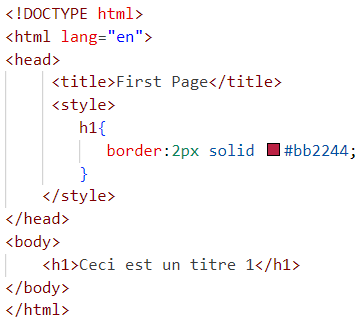 <!DOCTYPE html>
<html lang="en">
<head>
<title>First Page</title>
<style>
h1{
border:2px solid #bb2244;
}
</style>
</head>
<body>
<h1>Ceci est un titre 1</h1>
</body>
</html>